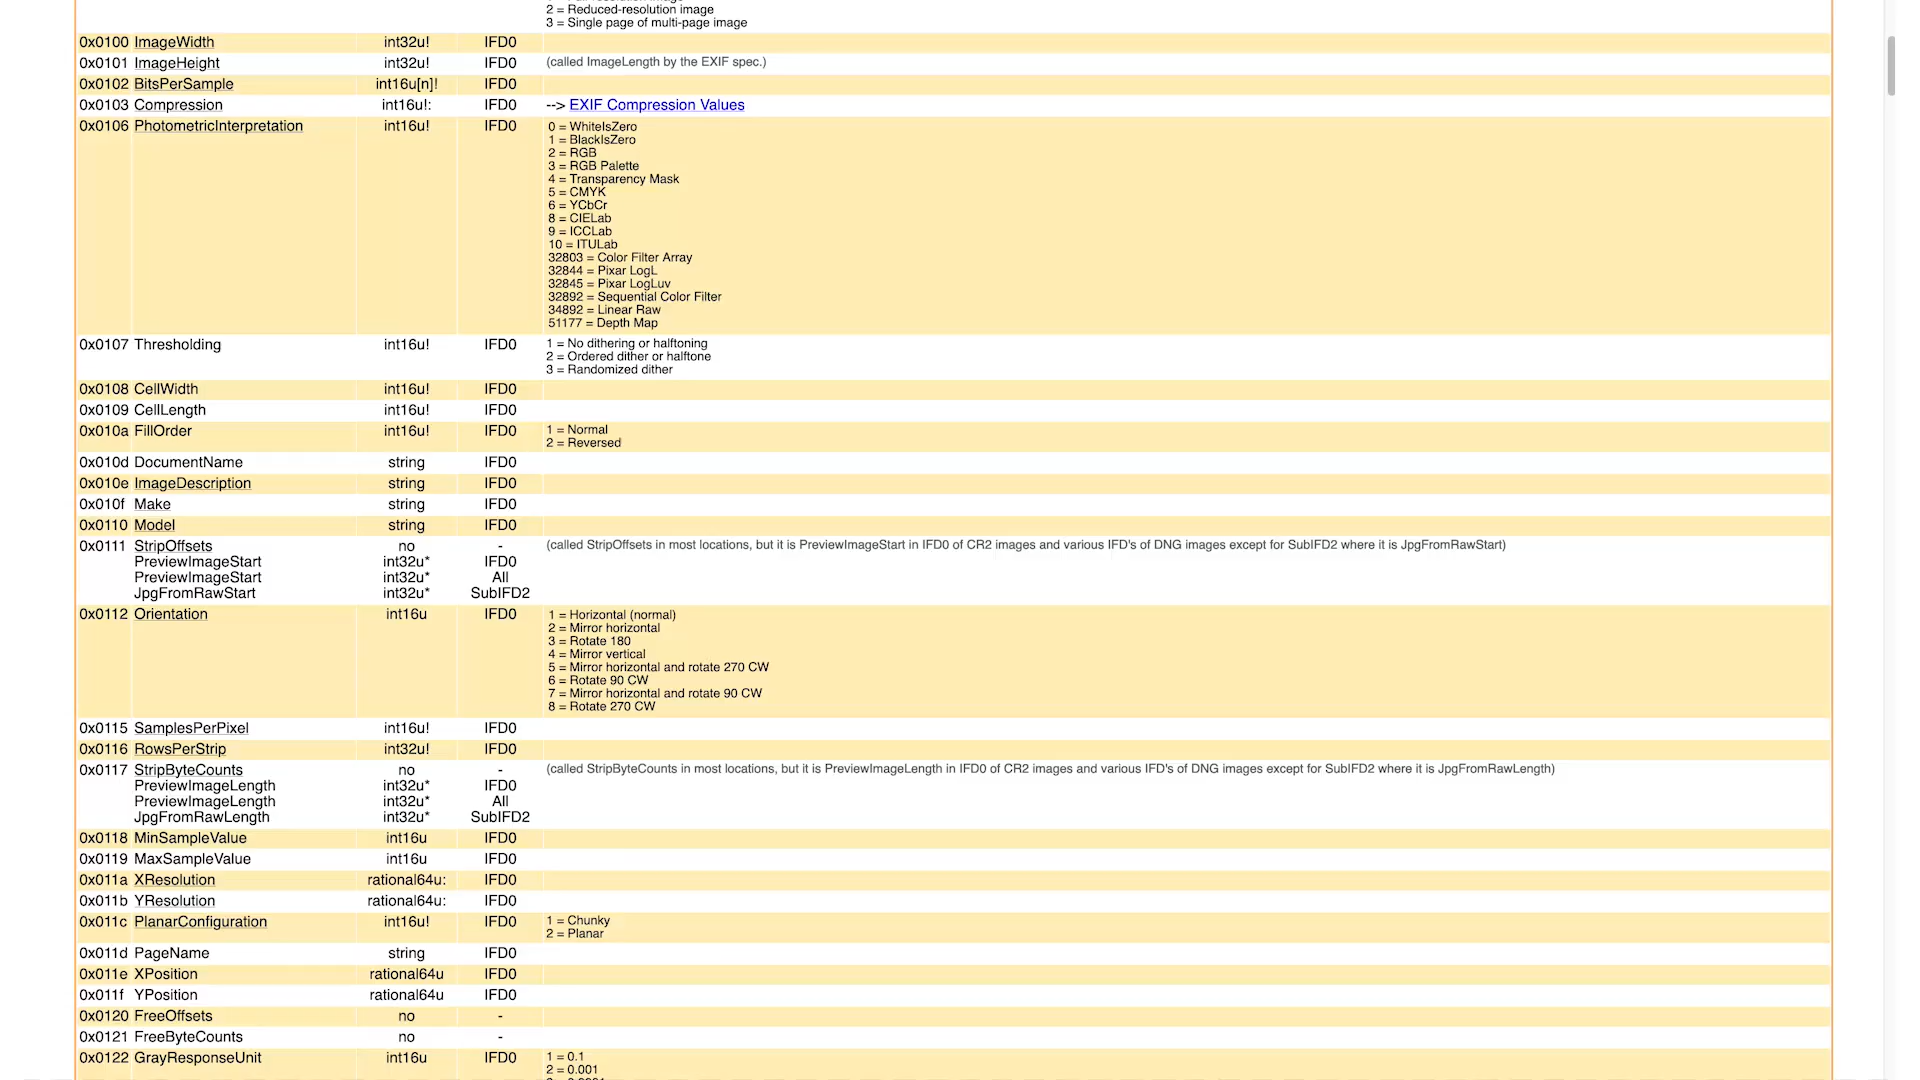 2 = Reduced-resolution image
3 = Single page of multi-page image
0x0100 ImageWidth int32u! IFD0
0x0101 ImageHeight int32u! IFD0 (called ImageLength by the EXIF spec.)
0x0102 BitsPerSample int16u[n]! IFD0
0x0103 Compression int16u!: IFD0 --> EXIF Compression Values
0x0106 PhotometricInterpretation int16u! IFD0 0 = WhiteIsZero
1 = BlackIsZero
2 = RGB
3 = RGB Palette
4 = Transparency Mask
5 = CMYK
6 = YCbCr
8 = CIELab
9 = ICCLab
10 = ITULab
32803 = Color Filter Array
32844 = Pixar LogL
32845 = Pixar LogLuv
32892 = Sequential Color Filter
34892 = Linear Raw
51177 = Depth Map
0x0107 Thresholding int16u! IFD0 1 = No dithering or halftoning
2 = Ordered dither or halftone
3 = Randomized dither
0x0108 CellWidth int16u! IFD0
0x0109 CellLength int16u! IFD0
0x010a FillOrder int16u! IFD0 1 = Normal
2 = Reversed
0x010d DocumentName string IFD0
0x010e ImageDescription string IFD0
0x010f Make string IFD0
0x0110 Model string IFD0
0x0111 StripOffsets no - (called StripOffsets in most locations, but it is PreviewImageStart in IFD0 of CR2 images and various IFD's of DNG images except for SubIFD2 where it is JpgFromRawStart)
PreviewImageStart int32u* IFD0
PreviewImageStart int32u* All
JpgFromRawStart int32u* SubIFD2
0x0112 Orientation int16u IFD0 1 = Horizontal (normal)
2 = Mirror horizontal
3 = Rotate 180
4 = Mirror vertical
5 = Mirror horizontal and rotate 270 CW
6 = Rotate 90 CW
7 = Mirror horizontal and rotate 90 CW
8 = Rotate 270 CW
0x0115 SamplesPerPixel int16u! IFD0
0x0116 RowsPerStrip int32u! IFD0
0x0117 StripByteCounts no - (called StripByteCounts in most locations, but it is PreviewImageLength in IFD0 of CR2 images and various IFD's of DNG images except for SubIFD2 where it is JpgFromRawLength)
PreviewImageLength int32u* IFD0
PreviewImageLength int32u* All
JpgFromRawLength int32u* SubIFD2
0x0118 MinSampleValue int16u IFD0
0x0119 MaxSampleValue int16u IFD0
0x011a XResolution rational64u: IFD0
0x011b YResolution rational64u: IFD0
0x011c PlanarConfiguration int16u! IFD0 1 = Chunky
2 = Planar
0x011d PageName string IFD0
0x011e XPosition rational64u IFD0
0x011f YPosition rational64u IFD0
0x0120 FreeOffsets no -
0x0121 FreeByteCounts no -
0x0122 GrayResponseUnit int16u IFD0 1 = 0.1
2 = 0.001